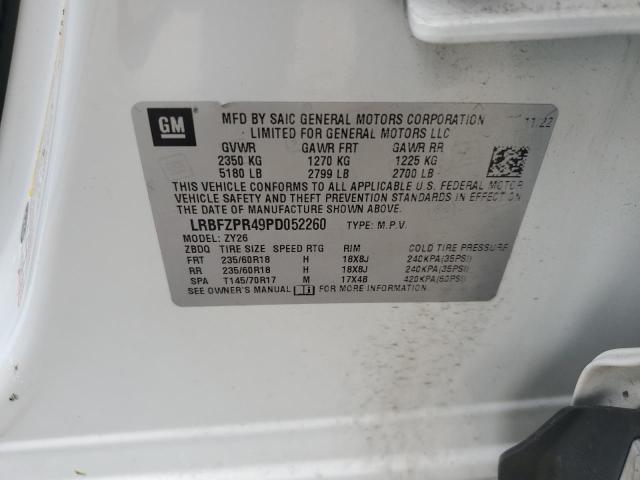 GM
MFD BY SAIC GENERAL MOTORS CORPORATION 11/22
LIMITED FOR GENERAL MOTORS LLC
GVWR GAWR FRT GAWR RR
2350 KG 1270 KG 1225 KG
5180 LB 2799 LB 2700 LB
THIS VEHICLE CONFORMS TO ALL APPLICABLE U.S. FEDERAL MOTOR
VEHICLE SAFETY AND THEFT PREVENTION STANDARDS IN EFFECT ON
THE DATE OF MANUFACTURE SHOWN ABOVE.
LRBFZPR49PD052260 TYPE: M.P.V.
MODEL: ZY26
ZBDQ TIRE SIZE SPEED RTG RIM COLD TIRE PRESSURE
FRT 235/60R18 H 18X8J 240KPA(35PSI)
RR 235/60R18 H 18X8J 240KPA(35PSI)
SPA T145/70R17 M 17X4B 420KPA(60PSI)
SEE OWNER'S MANUAL FOR MORE INFORMATION.